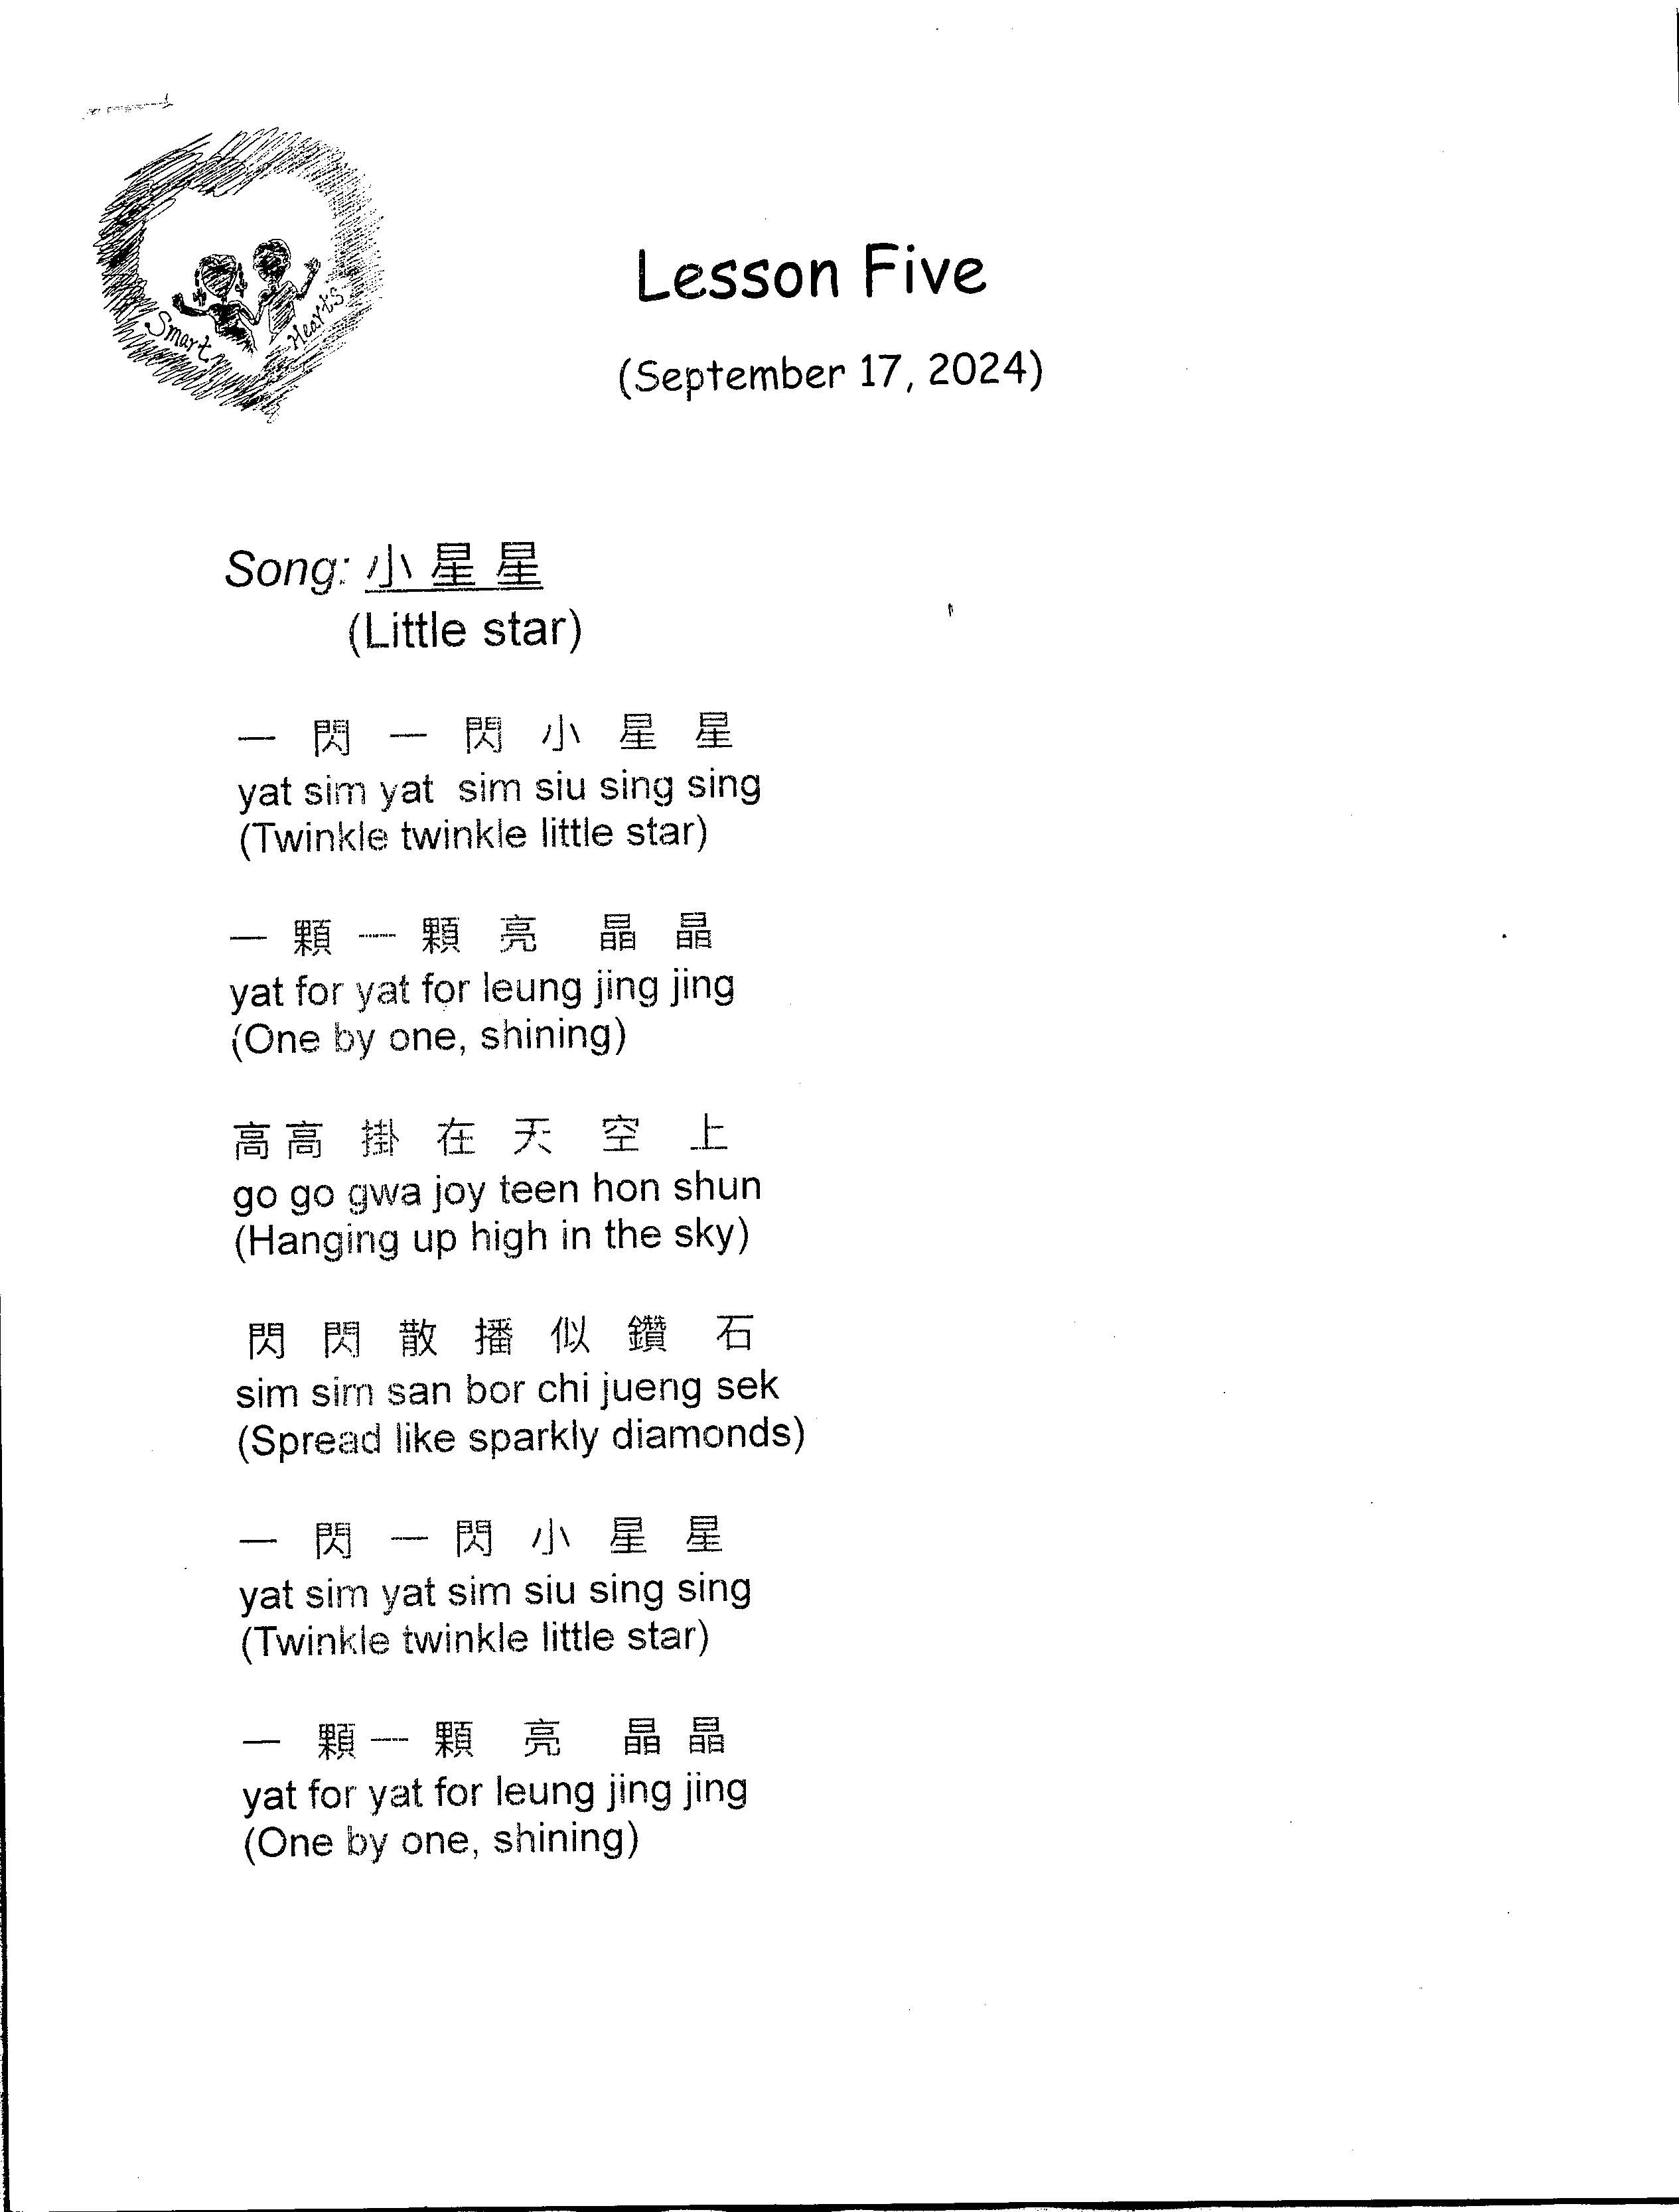 Smart Hearts
Lesson Five
(September 17, 2024)
Song: 小 星 星
(Little star)
一 閃 一 閃 小 星 星
yat sim yat sim siu sing sing
(Twinkle twinkle little star)
一 顆 一 顆 亮 晶 晶
yat for yat for leung jing jing
(One by one, shining)
高 高 掛 在 天 空 上
go go gwa joy teen hon shun
(Hanging up high in the sky)
閃 閃 散 播 似 鑽 石
sim sim san bor chi jueng sek
(Spread like sparkly diamonds)
一 閃 一 閃 小 星 星
yat sim yat sim siu sing sing
(Twinkle twinkle little star)
一 顆 一 顆 亮 晶 晶
yat for yat for leung jing jing
(One by one, shining)